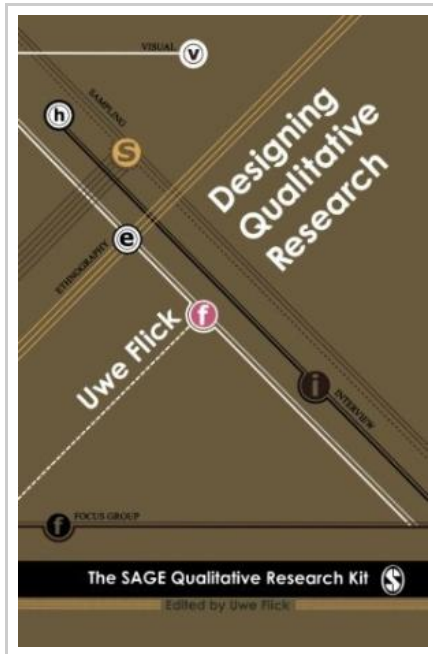 VISUAL
v
SAMPLING
h
s
Designing
Qualitative
Research
e
ETHNOGRAPHY
f
Uwe Flick
i
INTERVIEW
f
FOCUS GROUP
The SAGE Qualitative Research Kit
S
Edited by Uwe Flick